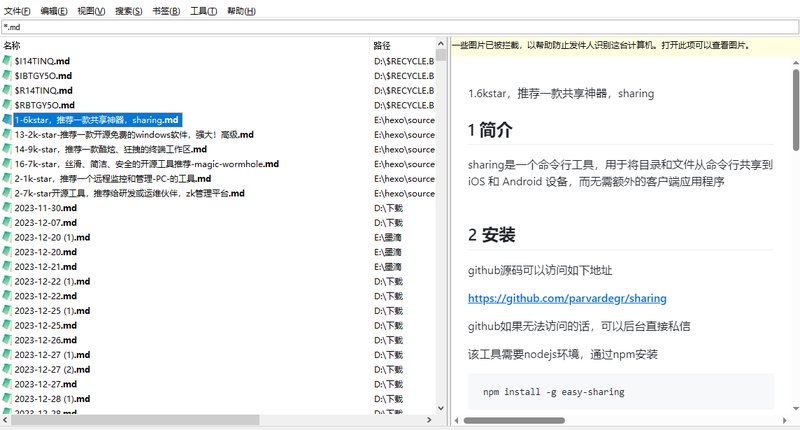 文件(F) 编辑(E) 视图(V) 搜索(S) 书签(B) 工具(T) 帮助(H)
*.md
名称 路径
$I14TINQ.md D:\$RECYCLE.B
$IBTGY5O.md D:\$RECYCLE.B
$R14TINQ.md D:\$RECYCLE.B
$RBTGY5O.md D:\$RECYCLE.B
1-6kstar，推荐一款共享神器，sharing.md E:\hexo\source
13-2k-star-推荐一款开源免费的windows软件，强大！高级.md E:\hexo\source
14-9k-star，推荐一款酷炫、狂拽的终端工作区.md E:\hexo\source
16-7k-star，丝滑、简洁、安全的开源工具推荐-magic-wormhole.md E:\hexo\source
2-1k-star，推荐一个远程监控和管理-PC-的工具.md E:\hexo\source
2-7k-star开源工具，推荐给研发或运维伙伴，zk管理平台.md E:\hexo\source
2023-11-30.md D:\下载
2023-12-07.md D:\下载
2023-12-20 (1).md E:\墨滴
2023-12-20.md E:\墨滴
2023-12-21.md E:\墨滴
2023-12-22 (1).md D:\下载
2023-12-22.md D:\下载
2023-12-25 (1).md D:\下载
2023-12-25.md D:\下载
2023-12-26.md D:\下载
2023-12-27 (1).md D:\下载
2023-12-27 (2).md D:\下载
2023-12-27.md D:\下载
2023-12-28 (1).md D:\下载
2023-12-28.md D:\下载
一些图片已被拦截，以帮助防止发件人识别这台计算机。打开此项可以查看图片。
1.6kstar，推荐一款共享神器，sharing
1 简介
sharing是一个命令行工具，用于将目录和文件从命令行共享到
iOS 和 Android 设备，而无需额外的客户端应用程序
2 安装
github源码可以访问如下地址
https://github.com/parvardegr/sharing
github如果无法访问的话，可以后台直接私信
该工具需要nodejs环境，通过npm安装
npm install -g easy-sharing